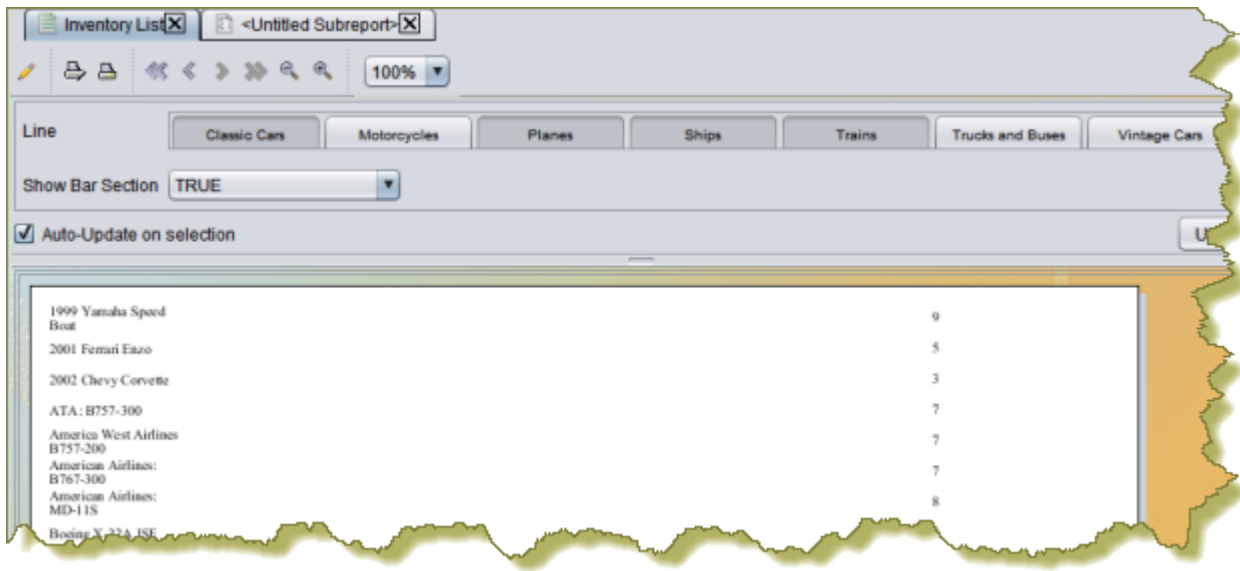 Inventory List <Untitled Subreport>
100%
Line Classic Cars Motorcycles Planes Ships Trains Trucks and Buses Vintage Cars
Show Bar Section TRUE
Auto-Update on selection
1999 Yamaha Speed
Boat 9
2001 Ferrari Enzo 5
2002 Chevy Corvette 3
ATA: B757-300 7
America West Airlines
B757-200 7
American Airlines:
B767-300 7
American Airlines:
MD-11S 8
Boeing X-32A JSF